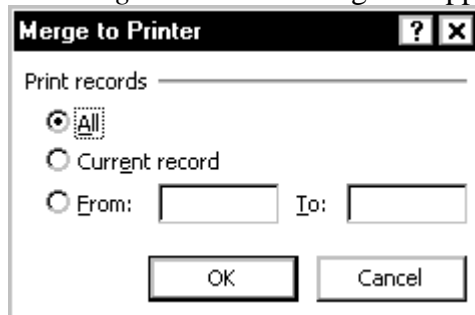 Merge to Printer ? X
Print records
All
Current record
From: To:
OK Cancel